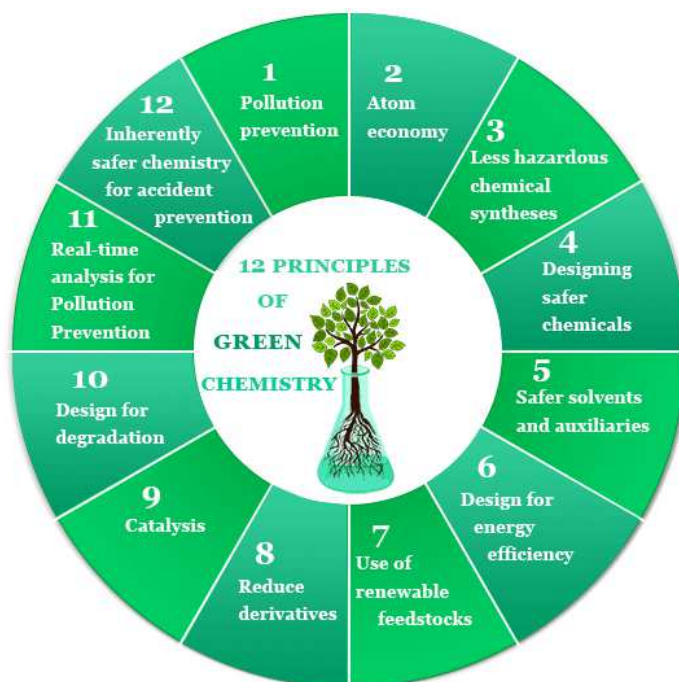 12 PRINCIPLES
OF
GREEN
CHEMISTRY
1
Pollution
prevention
2
Atom
economy
3
Less hazardous
chemical
syntheses
4
Designing
safer
chemicals
5
Safer solvents
and auxiliaries
6
Design for
energy
efficiency
7
Use of
renewable
feedstocks
8
Reduce
derivatives
9
Catalysis
10
Design for
degradation
11
Real-time
analysis for
Pollution
Prevention
12
Inherently
safer chemistry
for accident
prevention